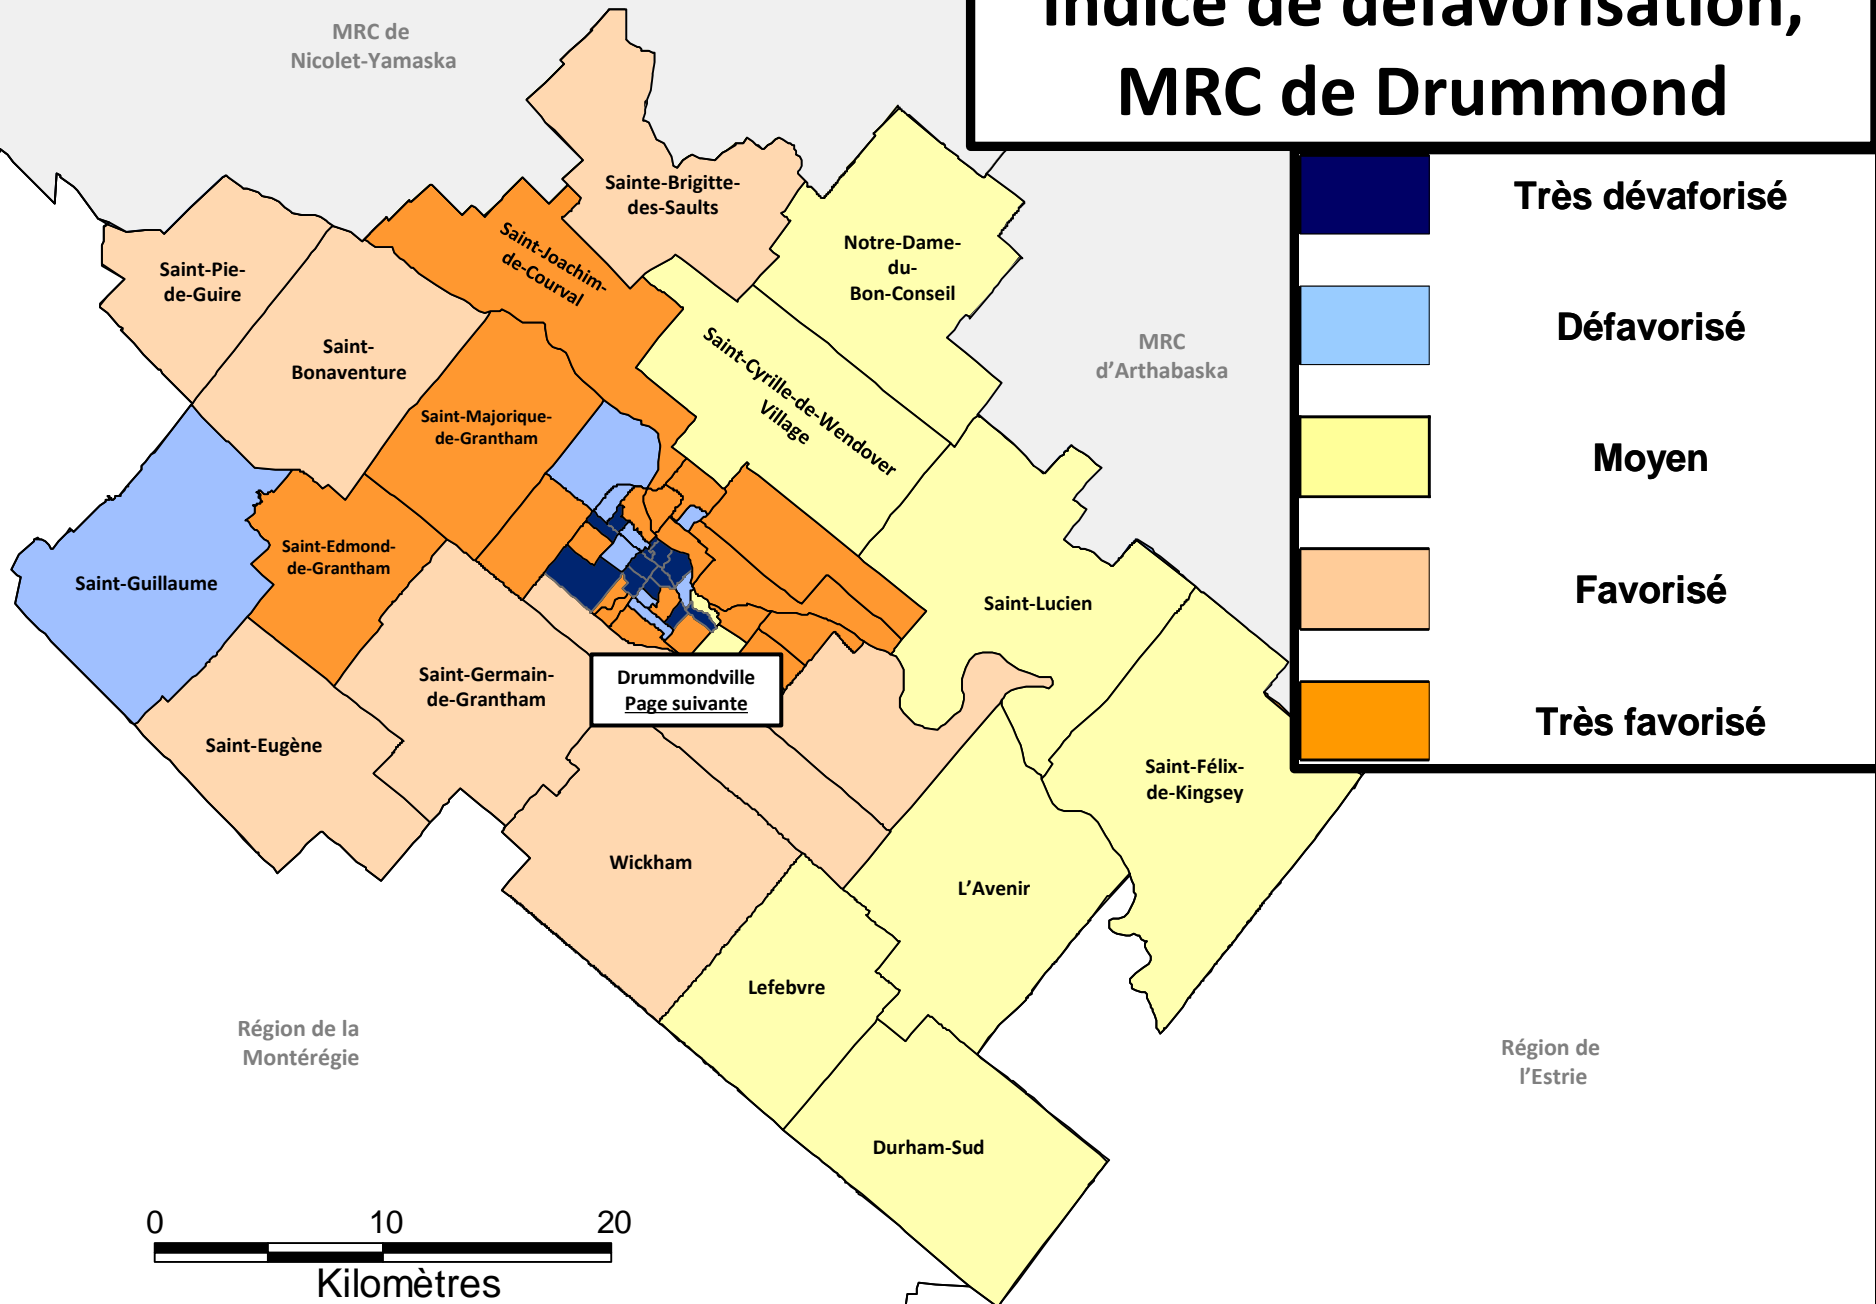 Indice de défavorisation,
MRC de Drummond
MRC de
Nicolet-Yamaska
Sainte-Brigitte-
des-Saults
Très dévaforisé
Notre-Dame-
du-
Bon-Conseil
Saint-Joachim-
de-Courval
Saint-Pie-
de-Guire
Défavorisé
Saint-
Bonaventure
MRC
d'Arthabaska
Saint-Cyrille-de-Wendover
Village
Saint-Majorique-
de-Grantham
Moyen
Saint-Edmond-
de-Grantham
Saint-Guillaume
Saint-Lucien
Favorisé
Saint-Germain-
de-Grantham
Drummondville
Page suivante
Très favorisé
Saint-Eugène
Saint-Félix-
de-Kingsey
Wickham
L'Avenir
Lefebvre
Région de la
Montérégie
Région de
l'Estrie
Durham-Sud
0 10 20
Kilomètres